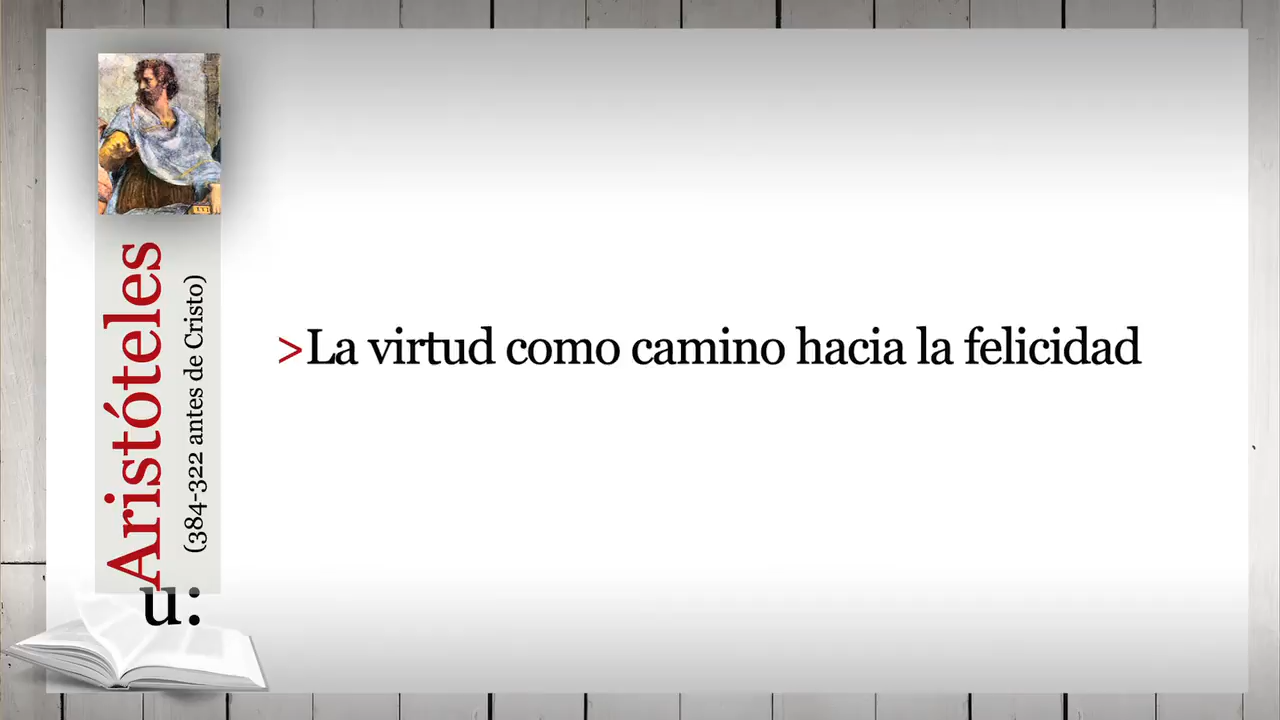 Aristóteles
(384-322 antes de Cristo)
>La virtud como camino hacia la felicidad
u: